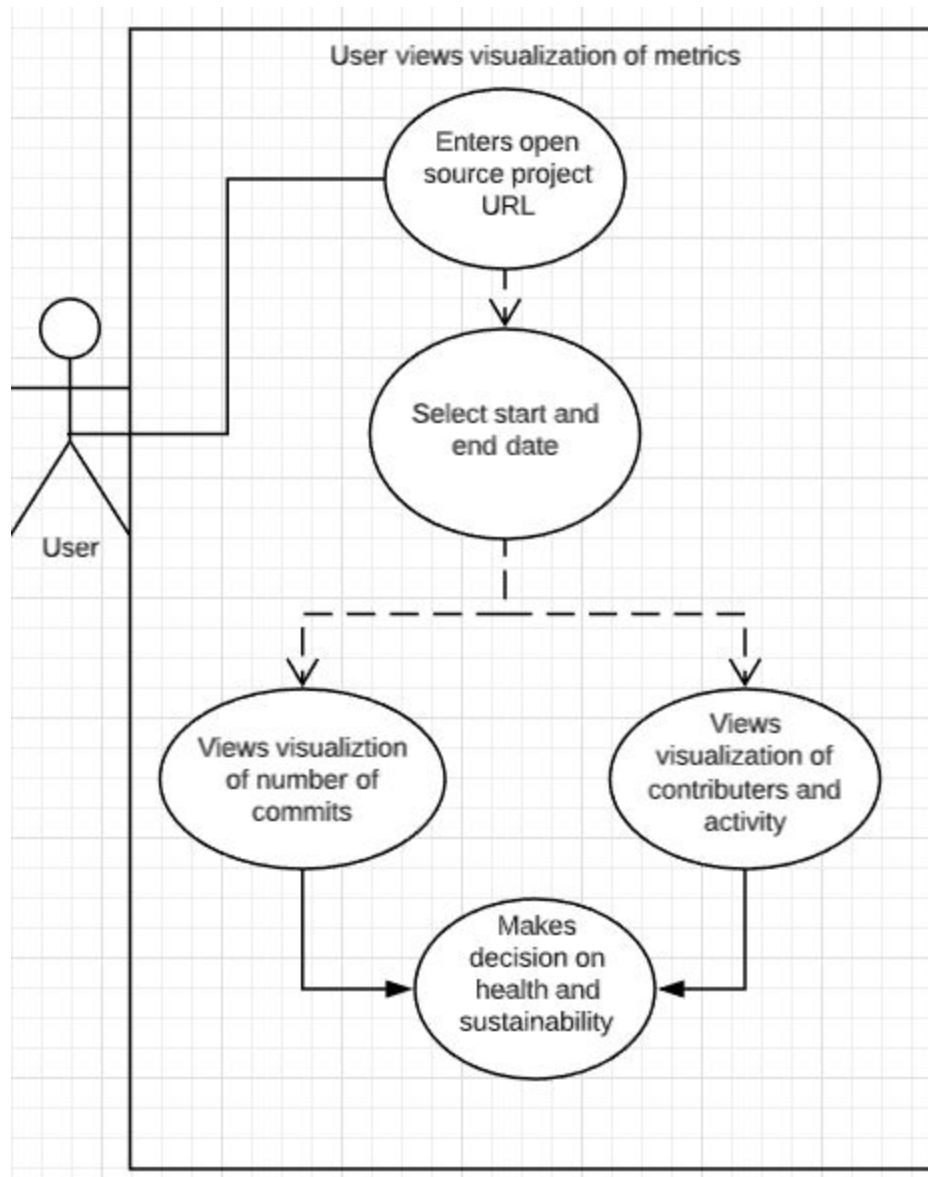 User views visualization of metrics
Enters open
source project
URL
Select start and
end date
User
Views visualiztion
of number of
commits
Views
visualization of
contributers and
activity
Makes
decision on
health and
sustainability